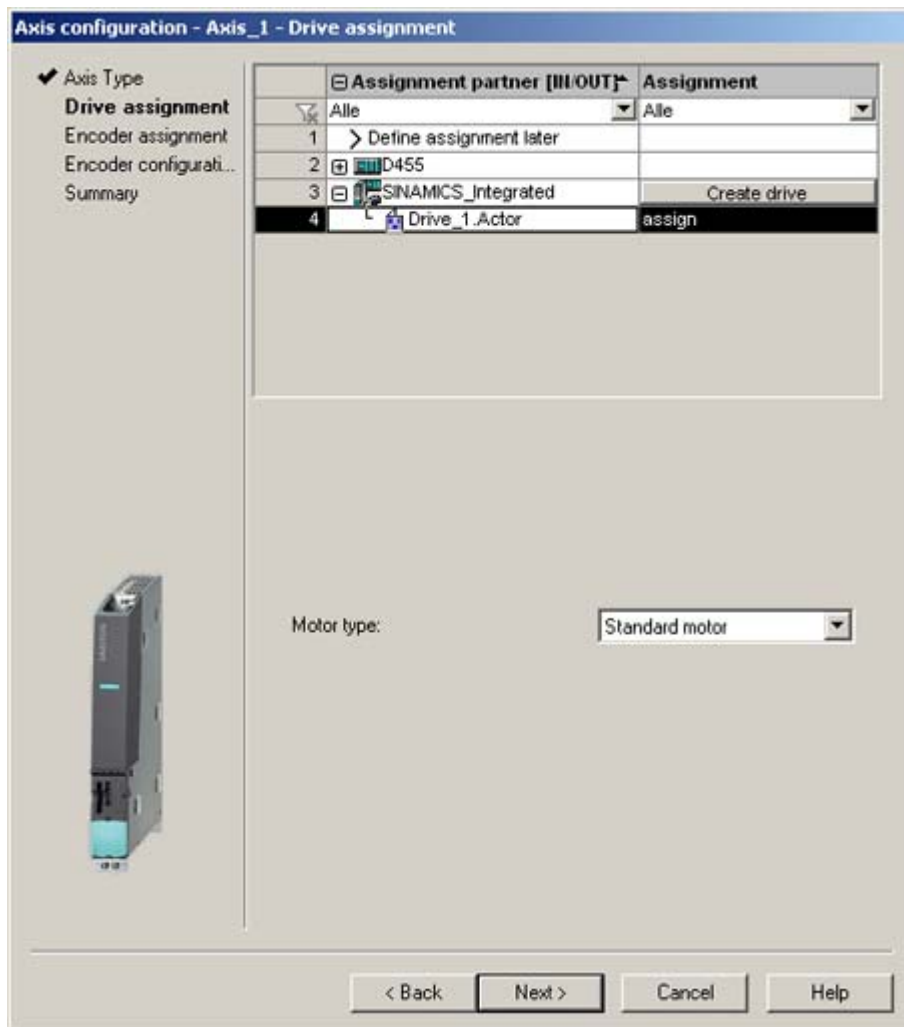 Axis configuration - Axis_1 - Drive assignment
Axis Type
Drive assignment
Encoder assignment
Encoder configurati...
Summary
Assignment partner [IN/OUT] Assignment
Alle Alle
1 Define assignment later
2 D455
3 SINAMICS_Integrated Create drive
4 Drive_1.Actor assign
Motor type: Standard motor
< Back Next > Cancel Help